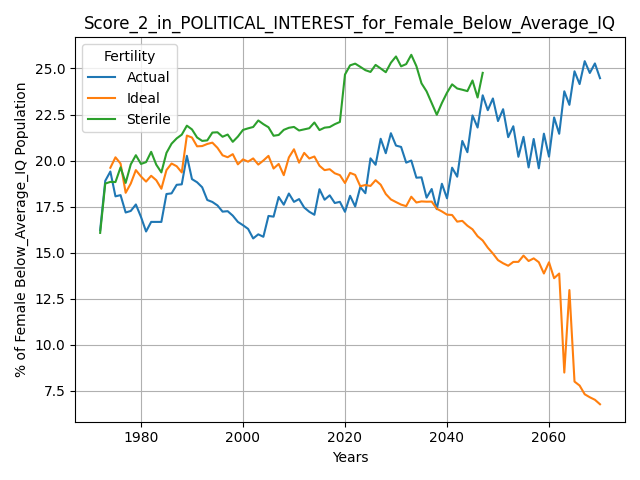 Score_2_in_POLITICAL_INTEREST_for_Female_Below_Average_IQ
Fertility
Actual
Ideal
Sterile
% of Female Below_Average_IQ Population
25.0
22.5
20.0
17.5
15.0
12.5
10.0
7.5
1980
2000
2020
2040
2060
Years